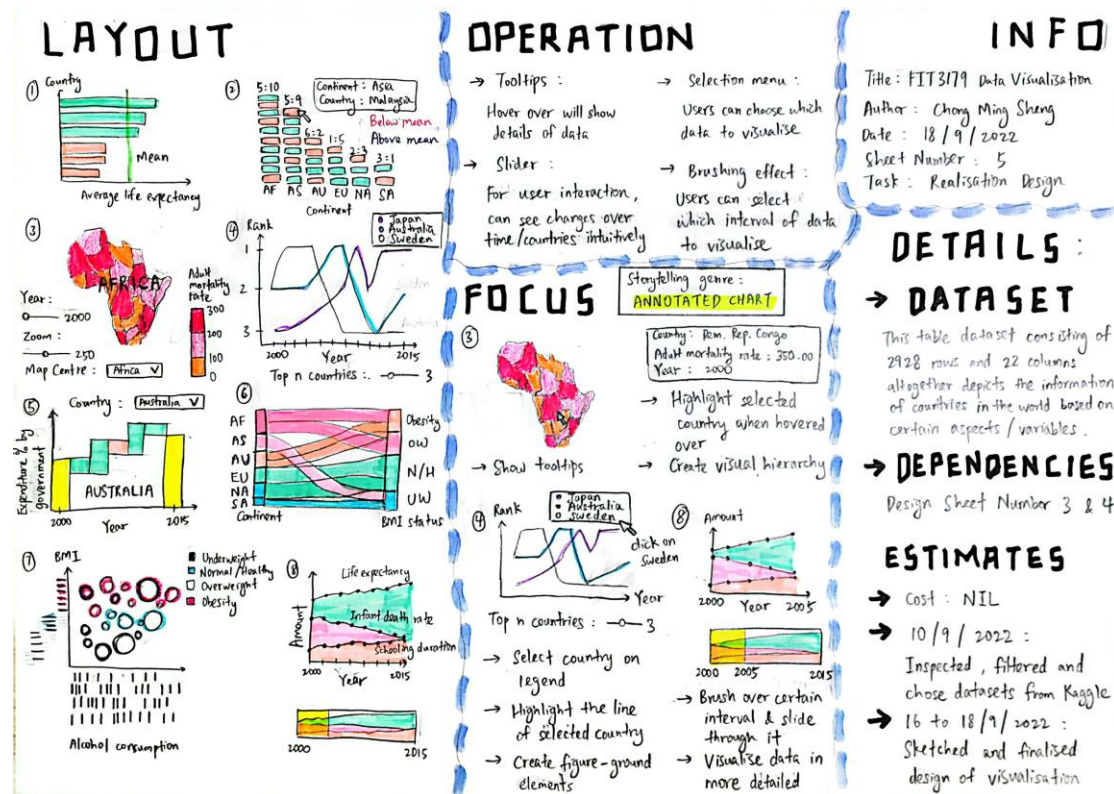 LAYOUT
① Country
Mean
Average life expectancy
②
5:10
5:9
6:2
1:5
2:3
3:1
Continent: Asia
Country: Malaysia
Below mean
Above mean
AF AS AU EU NA SA
Continent
③
AFRICA
Adult
mortality
rate
300
200
100
0
Year:
2000
Zoom:
250
Map Centre: Africa V
④ Rank
Japan
Australia
Sweden
1
2
3
Sweden
Australia
2000 Year 2015
Top n countries: 3
⑤ Country: Australia V
Expenditure % by
government
AUSTRALIA
2000 2015
Year
⑥
AF
AS
AU
EU
NA
SA
Obesity
OW
N/H
UW
Continent BMI status
⑦ BMI
Underweight
Normal/Healthy
Overweight
Obesity
Alcohol consumption
⑧
Life expectancy
Infant death rate
Schooling duration
Amount
2000 Year 2015
2000 2015
OPERATION
→ Tooltips:
Hover over will show
details of data
→ Slider:
For user interaction,
can see changes over
time/countries intuitively
→ Selection menu:
Users can choose which
data to visualise
→ Brushing effect:
Users can select
which interval of data
to visualise
FOCUS
Storytelling genre:
ANNOTATED CHART
③
→ Show tooltips
Country: Dem. Rep. Congo
Adult mortality rate: 350.00
Year: 2000
→ Highlight selected
country when hovered
over
→ Create visual hierarchy
④ Rank
Japan
Australia
Sweden
click on
Sweden
Year
Top n countries: 3
→ Select country on
legend
→ Highlight the line
of selected country
→ Create figure-ground
elements
⑧
Amount
2000 Year 2005
2000 2005 2015
→ Brush over certain
interval & slide
through it
→ Visualise data in
more detailed
INFO
Title: FIT3179 Data Visualisation
Author: Chong Ming Sheng
Date: 18/9/2022
Sheet Number: 5
Task: Realisation Design
DETAILS:
→ DATASET
This table dataset consisting of
2928 rows and 22 columns
altogether depicts the information
of countries in the world based on
certain aspects/variables.
→ DEPENDENCIES
Design Sheet Number 3 & 4
ESTIMATES
→ Cost: NIL
→ 10/9/2022:
Inspected, filtered and
chose datasets from Kaggle
→ 16 to 18/9/2022:
Sketched and finalised
design of visualisation